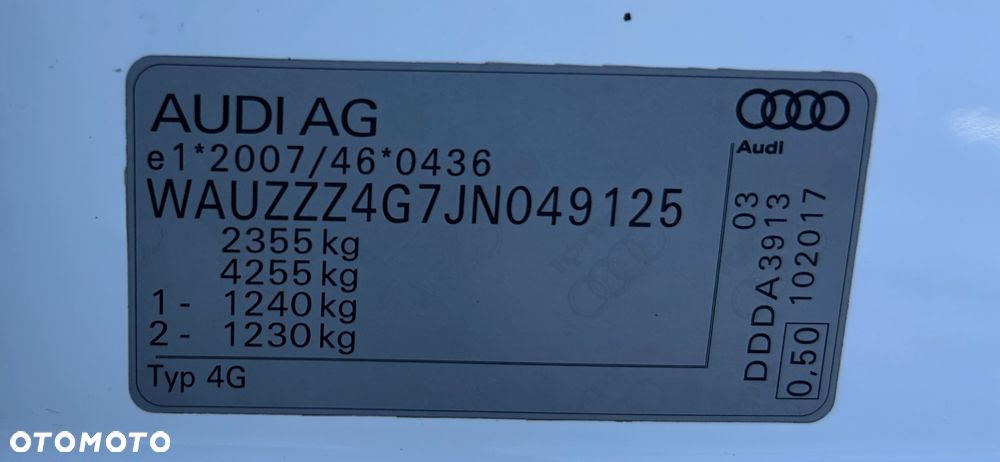 AUDI AG
e1*2007/46*0436
WAUZZZ4G7JN049125
2355 kg
4255 kg
1- 1240 kg
2- 1230 kg
Typ 4G
Audi
03
DDDA3913
0,50 102017
OTOMOTO